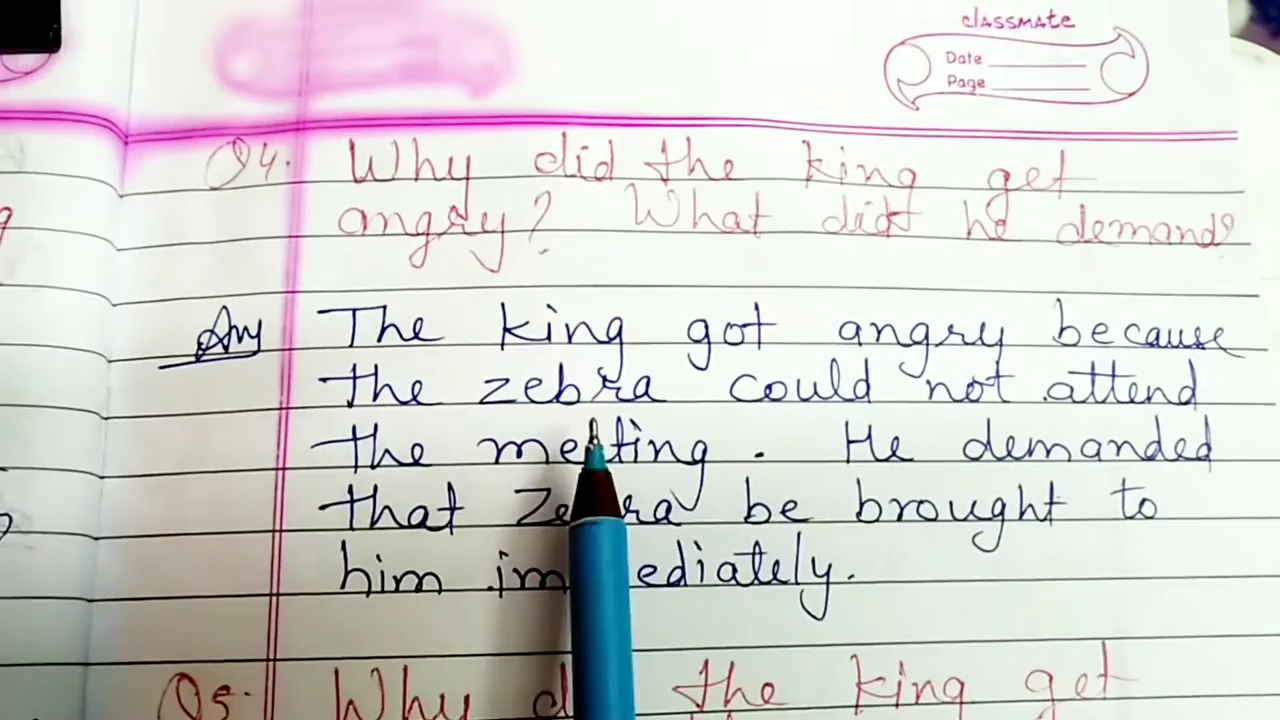 classmate
Date
Page
Q4. Why did the king get
angry? What did he demand?
Ans The king got angry because
the zebra could not attend
the meeting. He demanded
that Zebra be brought to
him immediately.
Q5. Why the king get